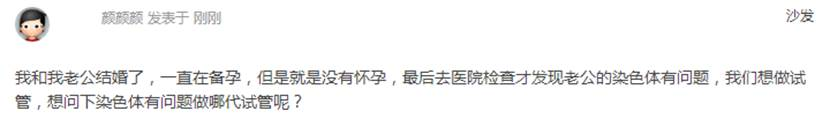 颜颜颜 发表于 刚刚 沙发
我和我老公结婚了，一直在备孕，但是就是没有怀孕，最后去医院检查才发现老公的染色体有问题，我们想做试
管，想问下染色体有问题做哪代试管呢？